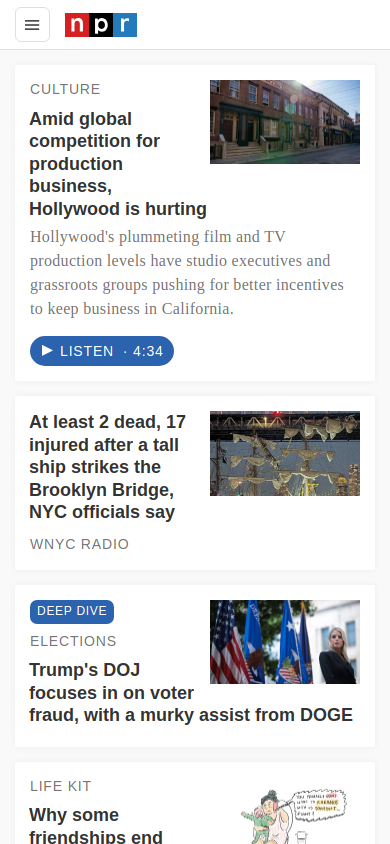 npr
CULTURE
Amid global
competition for
production
business,
Hollywood is hurting
Hollywood's plummeting film and TV
production levels have studio executives and
grassroots groups pushing for better incentives
to keep business in California.
LISTEN · 4:34
At least 2 dead, 17
injured after a tall
ship strikes the
Brooklyn Bridge,
NYC officials say
WNYC RADIO
DEEP DIVE
ELECTIONS
Trump's DOJ
focuses in on voter
fraud, with a murky assist from DOGE
LIFE KIT
Why some
friendships end